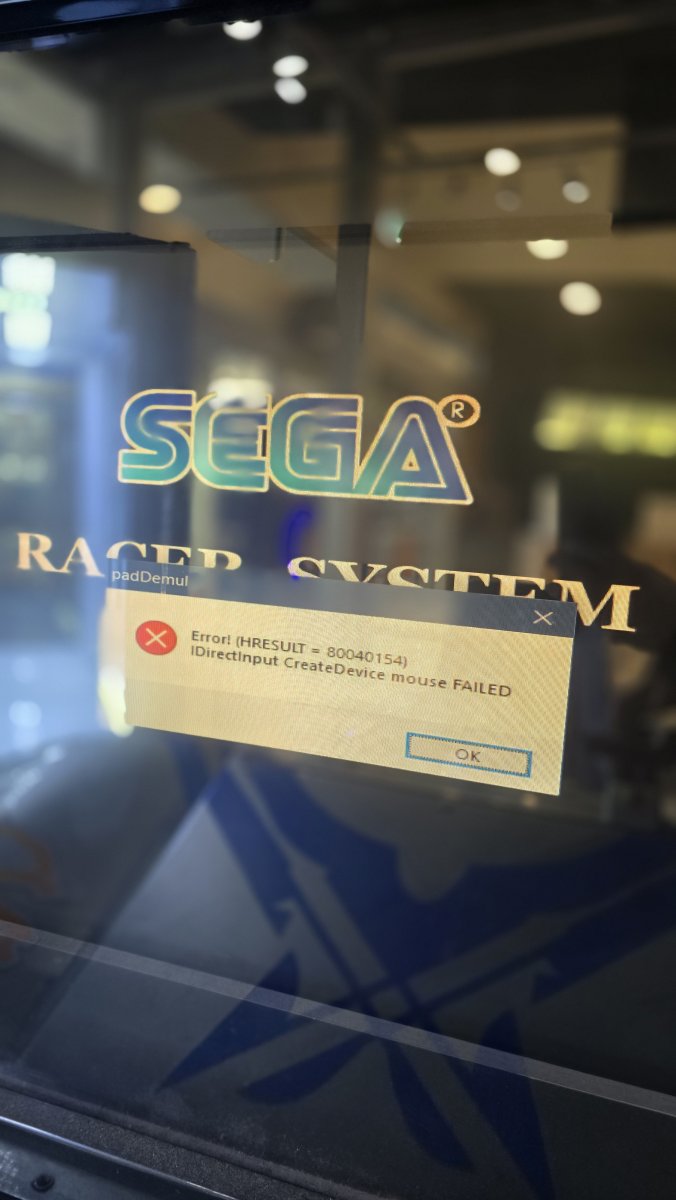 SEGA®
RACER SYSTEM
padDemul
Error! (HRESULT = 80040154)
IDirectInput CreateDevice mouse FAILED
OK